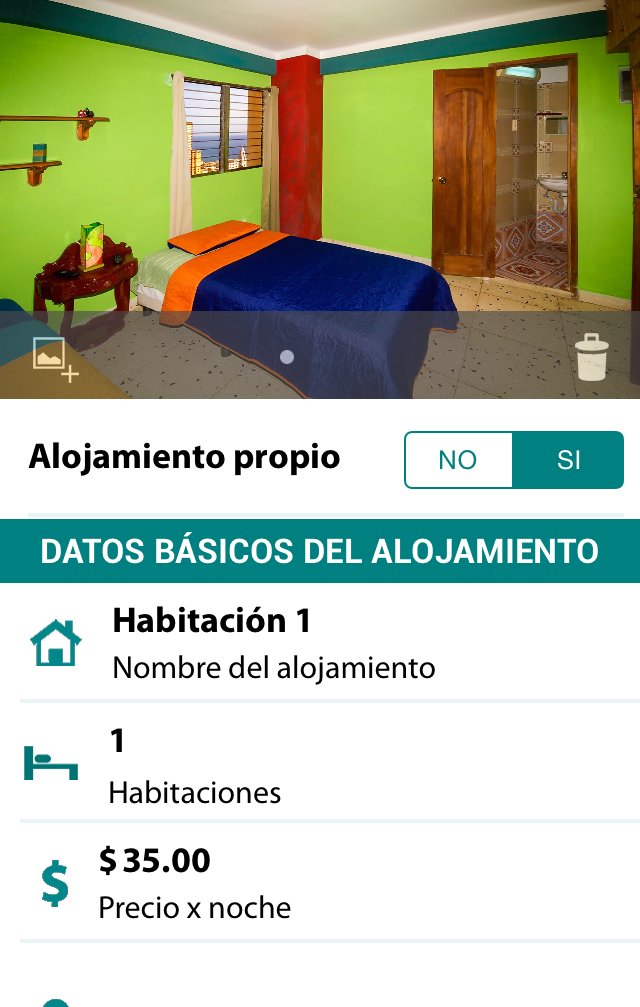 Alojamiento propio
NO
SI
DATOS BÁSICOS DEL ALOJAMIENTO
Habitación 1
Nombre del alojamiento
1
Habitaciones
$ 35.00
$
Precio x noche